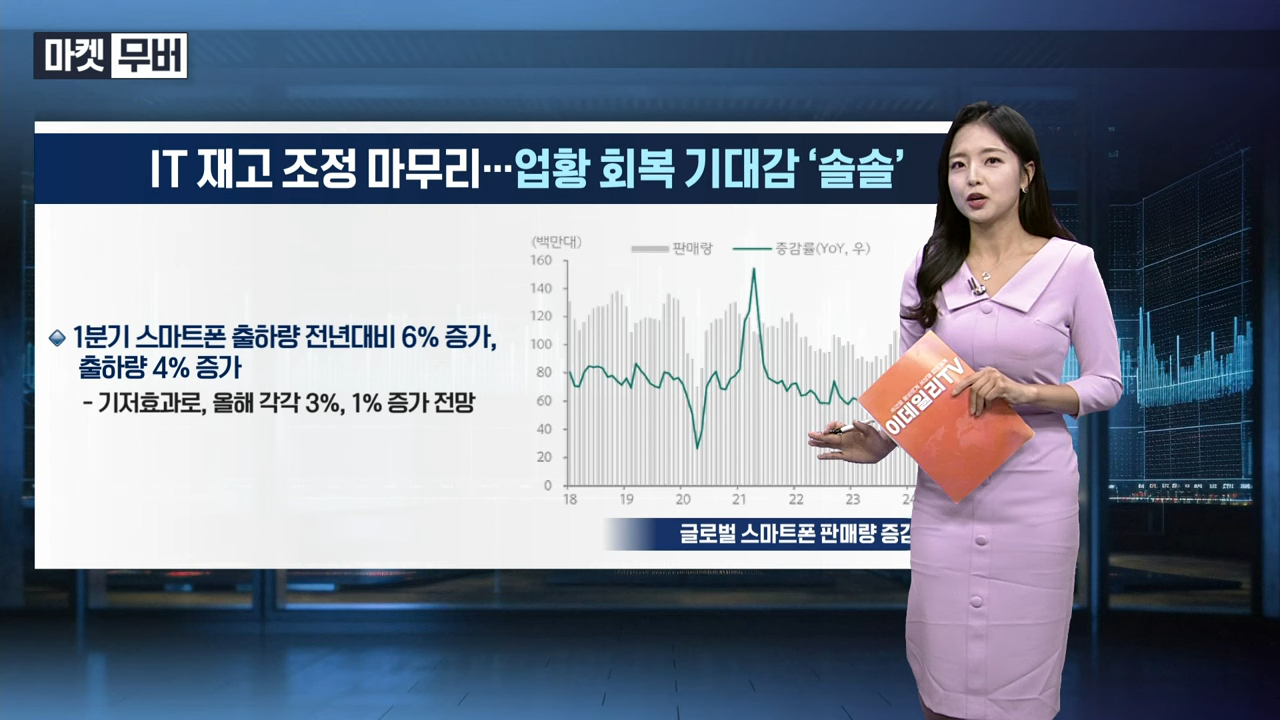 마켓 무버
IT 재고 조정 마무리…업황 회복 기대감 ‘솔솔’
1분기 스마트폰 출하량 전년대비 6% 증가,
출하량 4% 증가
- 기저효과로, 올해 각각 3%, 1% 증가 전망
(백만대)
판매량 증감률(YoY, 우)
160
140
120
100
80
60
40
20
0
18 19 20 21 22 23 24
글로벌 스마트폰 판매량 증감
이데일리TV